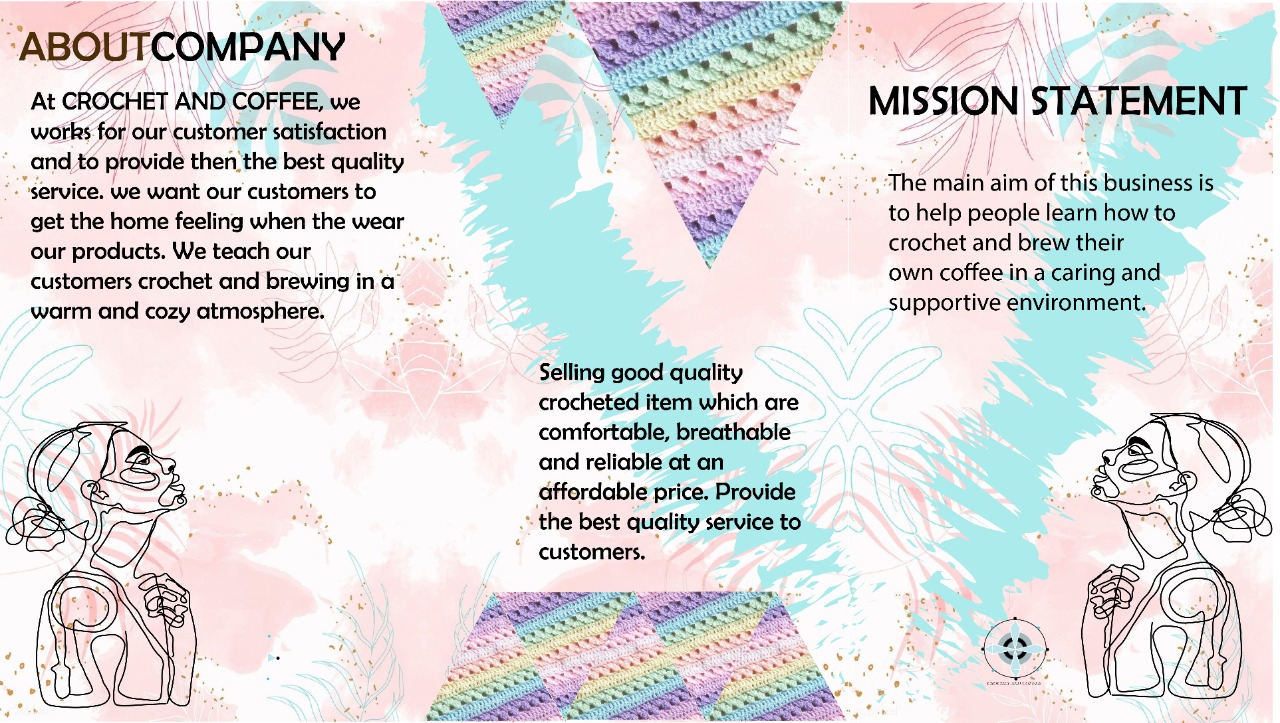 ABOUTCOMPANY
At CROCHET AND COFFEE, we
works for our customer satisfaction
and to provide then the best quality
service. we want our customers to
get the home feeling when the wear
our products. We teach our
customers crochet and brewing in a
warm and cozy atmosphere.
Selling good quality
crocheted item which are
comfortable, breathable
and reliable at an
affordable price. Provide
the best quality service to
customers.
MISSION STATEMENT
The main aim of this business is
to help people learn how to
crochet and brew their
own coffee in a caring and
supportive environment.